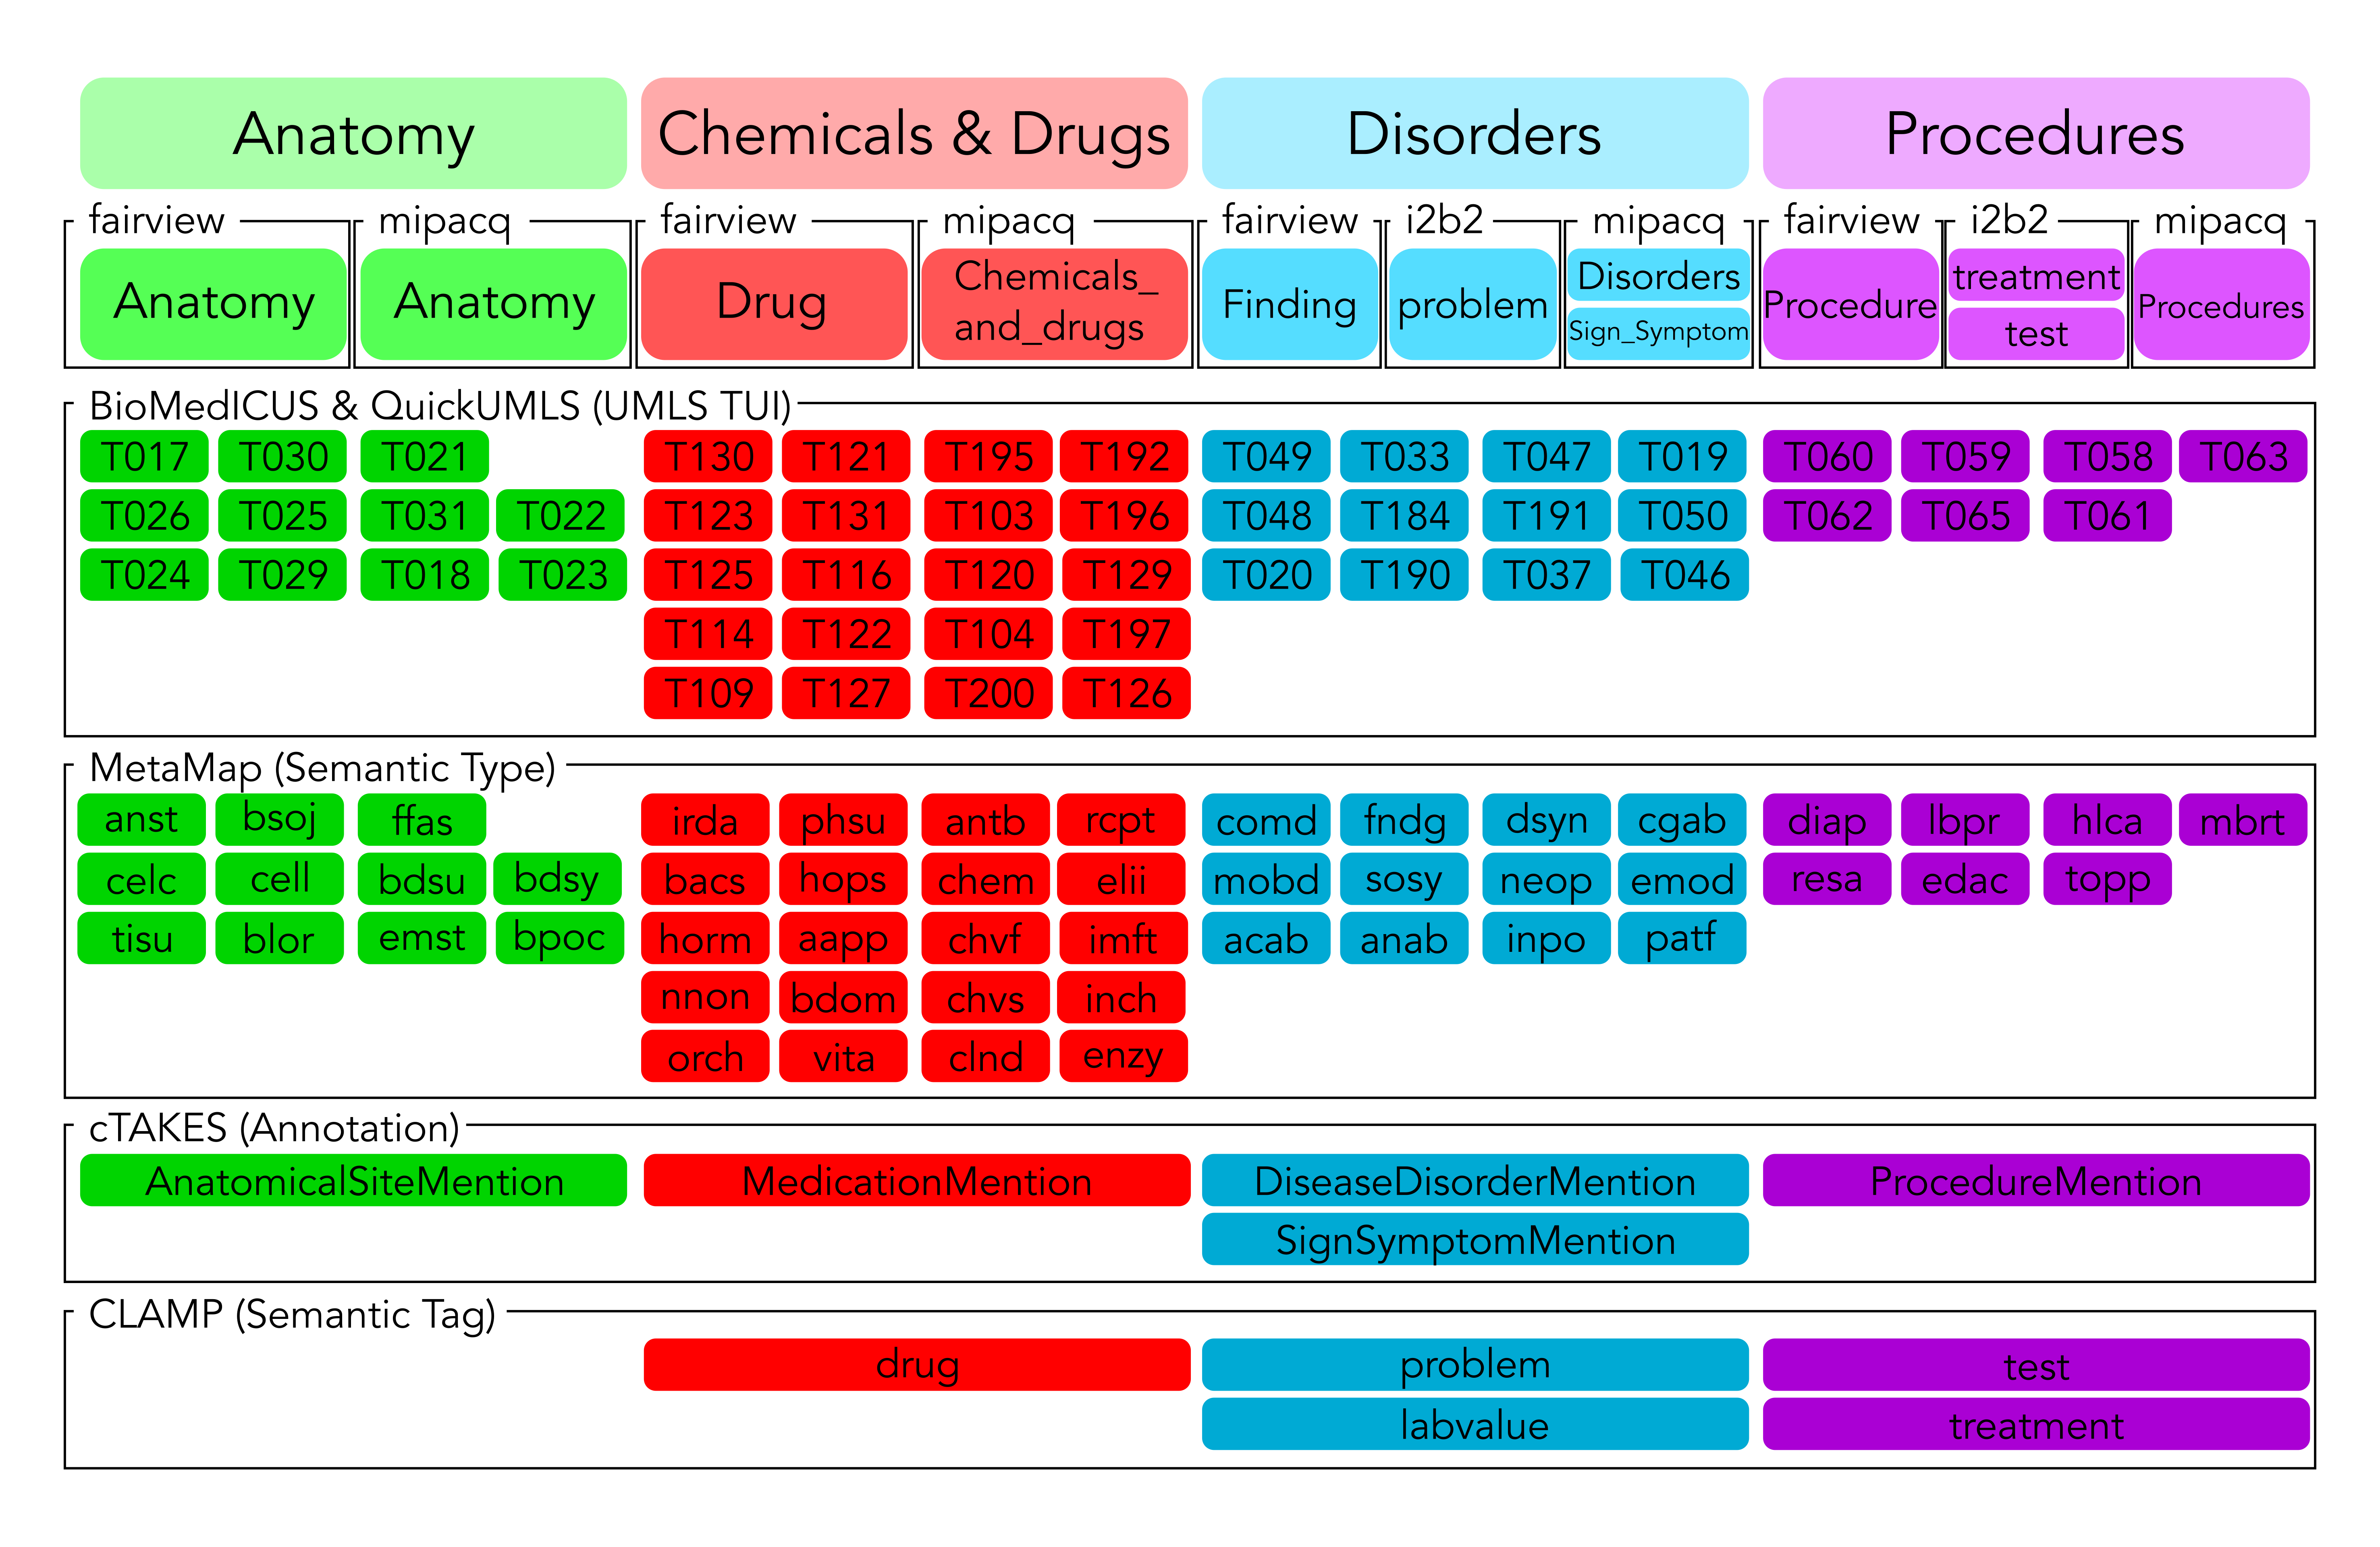 Anatomy Chemicals & Drugs Disorders Procedures
fairview mipacq fairview mipacq fairview i2b2 mipacq fairview i2b2 mipacq
Anatomy Anatomy Drug Chemicals_ and_drugs Finding problem Disorders Sign_Symptom Procedure treatment test Procedures
BioMedICUS & QuickUMLS (UMLS TUI)
T017 T030 T021 T130 T121 T195 T192 T049 T033 T047 T019 T060 T059 T058 T063
T026 T025 T031 T022 T123 T131 T103 T196 T048 T184 T191 T050 T062 T065 T061
T024 T029 T018 T023 T125 T116 T120 T129 T020 T190 T037 T046
T114 T122 T104 T197
T109 T127 T200 T126
MetaMap (Semantic Type)
anst bsoj ffas irda phsu antb rcpt comd fndg dsyn cgab diap lbpr hlca mbrt
celc cell bdsu bdsy bacs hops chem elii mobd sosy neop emod resa edac topp
tisu blor emst bpoc horm aapp chvf imft acab anab inpo patf
nnon bdom chvs inch
orch vita clnd enzy
cTAKES (Annotation)
AnatomicalSiteMention MedicationMention DiseaseDisorderMention ProcedureMention
SignSymptomMention
CLAMP (Semantic Tag)
drug problem test
labvalue treatment